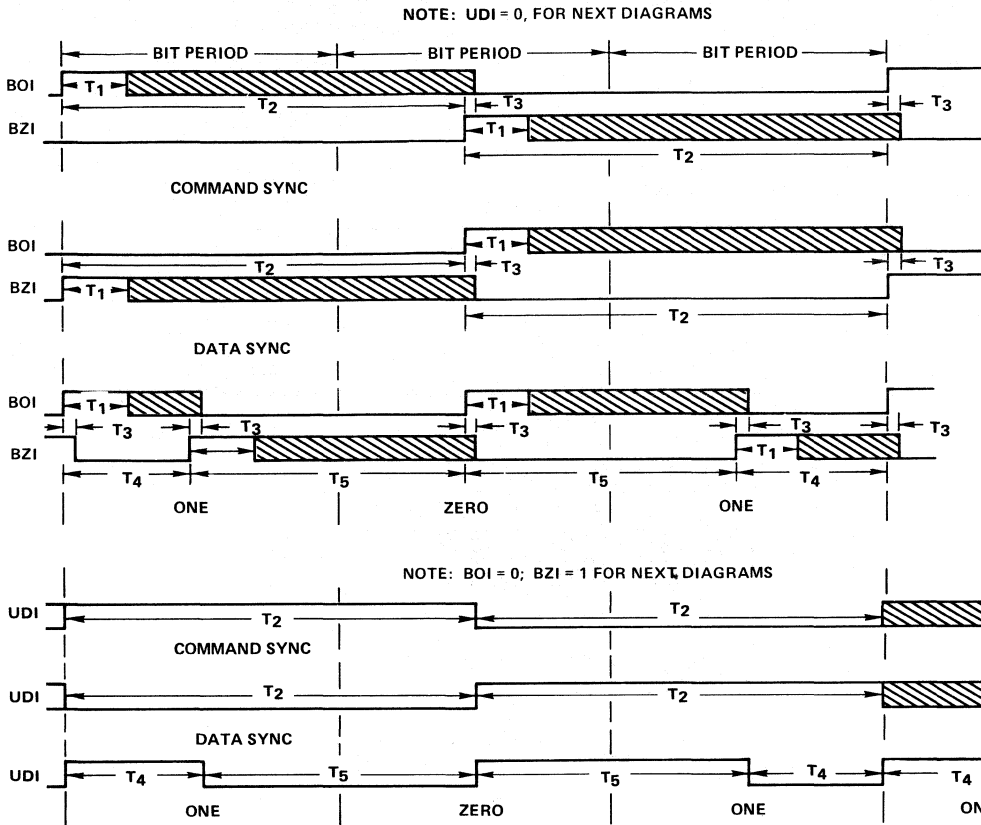 NOTE: UDI = 0, FOR NEXT DIAGRAMS
BIT PERIOD BIT PERIOD BIT PERIOD
BOI T1
T2 T3 T3
BZI T1
T2
COMMAND SYNC
BOI T1
T2 T3 T3
BZI T1
T2
DATA SYNC
BOI T1 T1
T3 T3 T3 T3 T3
BZI T1
T4 T5 T5 T4
ONE ZERO ONE
NOTE: BOI = 0; BZI = 1 FOR NEXT DIAGRAMS
UDI T2 T2
COMMAND SYNC
UDI T2 T2
DATA SYNC
UDI T4 T5 T5 T4 T4
ONE ZERO ONE ON